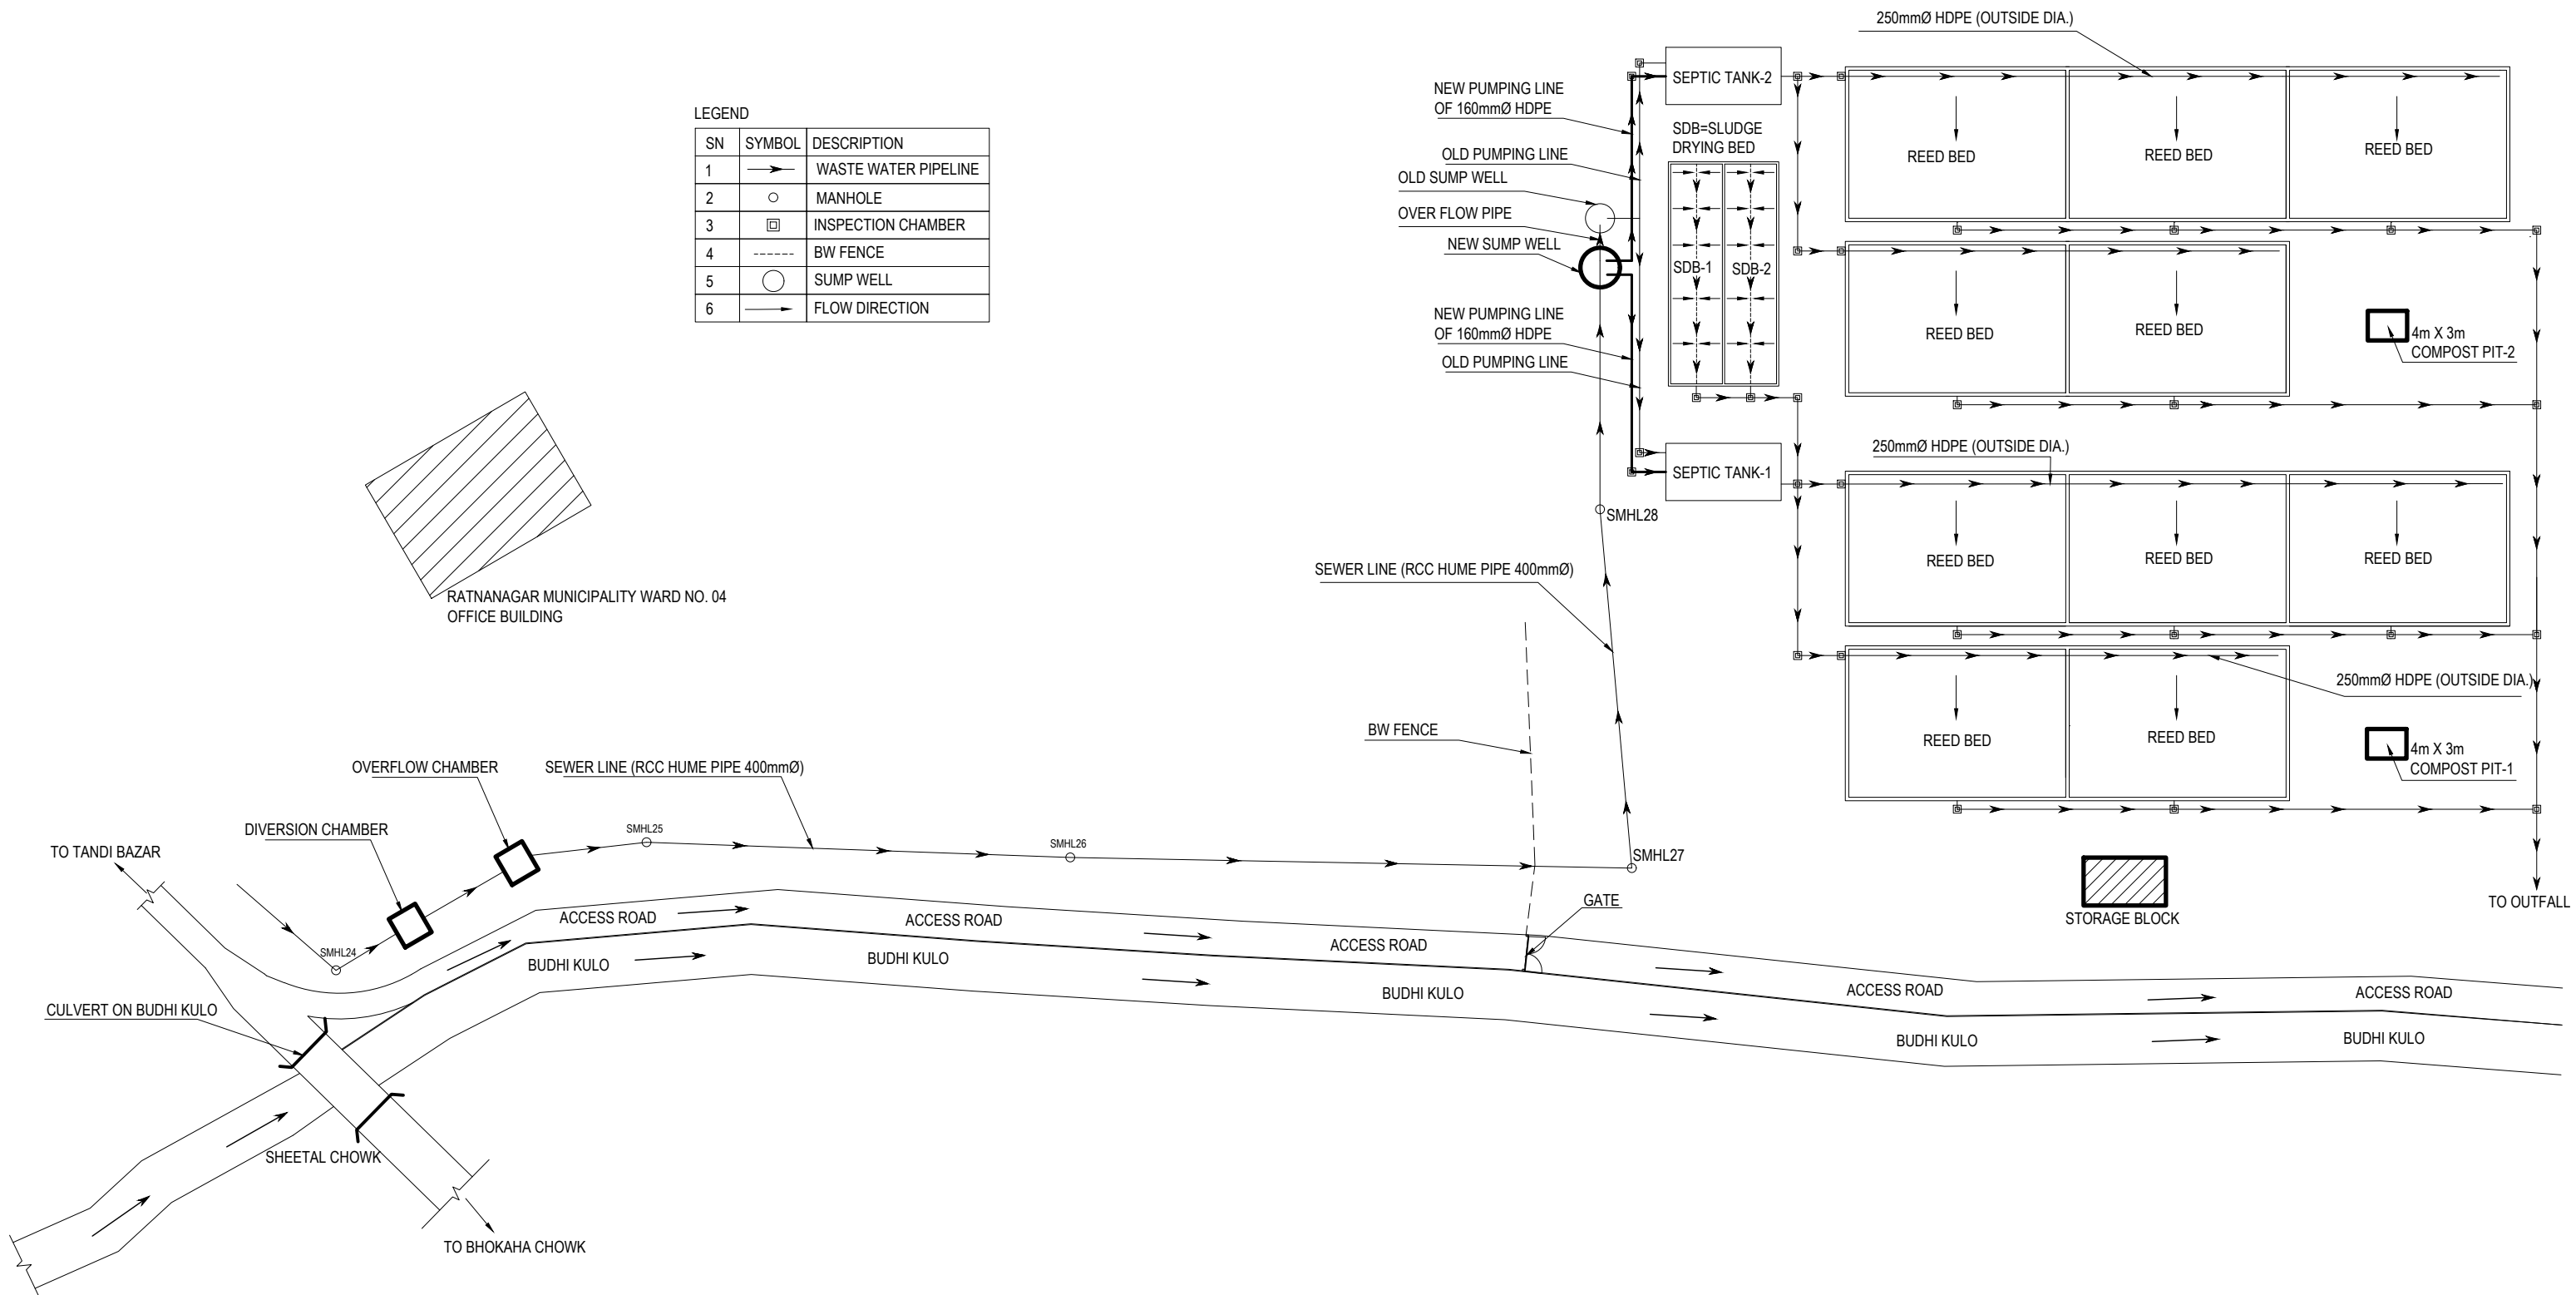 250mmØ HDPE (OUTSIDE DIA.)
SEPTIC TANK-2
NEW PUMPING LINE
OF 160mmØ HDPE
LEGEND
SN SYMBOL DESCRIPTION
1 WASTE WATER PIPELINE
2 MANHOLE
3 INSPECTION CHAMBER
4 BW FENCE
5 SUMP WELL
6 FLOW DIRECTION
SDB=SLUDGE
DRYING BED
OLD PUMPING LINE
OLD SUMP WELL
OVER FLOW PIPE
NEW SUMP WELL
REED BED
REED BED
REED BED
SDB-1
SDB-2
NEW PUMPING LINE
OF 160mmØ HDPE
OLD PUMPING LINE
REED BED
REED BED
4m X 3m
COMPOST PIT-2
250mmØ HDPE (OUTSIDE DIA.)
SEPTIC TANK-1
SMHL28
REED BED
REED BED
REED BED
SEWER LINE (RCC HUME PIPE 400mmØ)
RATNANAGAR MUNICIPALITY WARD NO. 04
OFFICE BUILDING
250mmØ HDPE (OUTSIDE DIA.)
BW FENCE
REED BED
REED BED
4m X 3m
COMPOST PIT-1
OVERFLOW CHAMBER
SEWER LINE (RCC HUME PIPE 400mmØ)
DIVERSION CHAMBER
SMHL25
SMHL26
SMHL27
TO TANDI BAZAR
GATE
TO OUTFALL
STORAGE BLOCK
SMHL24
ACCESS ROAD
ACCESS ROAD
ACCESS ROAD
ACCESS ROAD
ACCESS ROAD
BUDHI KULO
BUDHI KULO
BUDHI KULO
BUDHI KULO
BUDHI KULO
CULVERT ON BUDHI KULO
SHEETAL CHOWK
TO BHOKAHA CHOWK